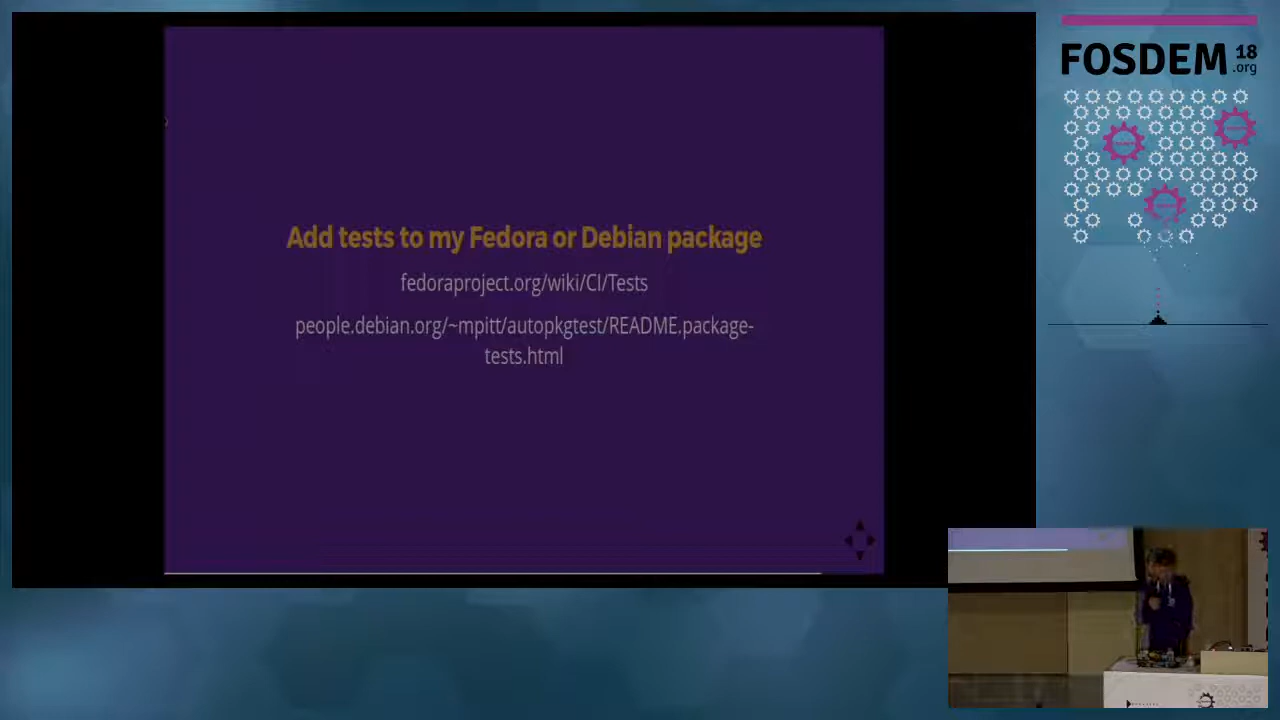 Add tests to my Fedora or Debian package
fedoraproject.org/wiki/CI/Tests
people.debian.org/~mpitt/autopkgtest/README.package-
tests.html
FOSDEM 18
.org